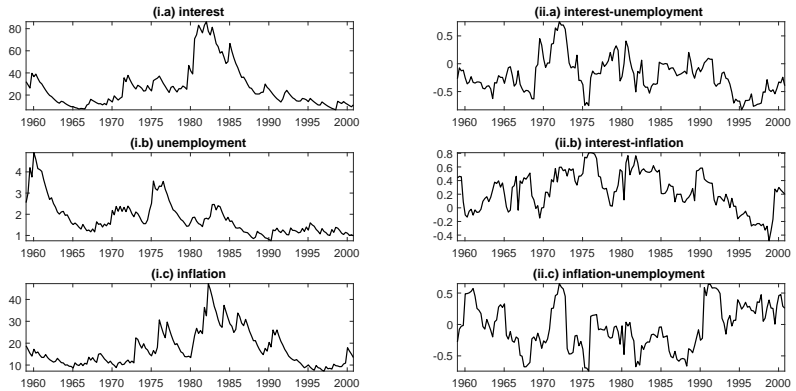 (i.a) interest
80
60
40
20
1960 1965 1970 1975 1980 1985 1990 1995 2000
(i.b) unemployment
4
3
2
1
1960 1965 1970 1975 1980 1985 1990 1995 2000
(i.c) inflation
40
30
20
10
1960 1965 1970 1975 1980 1985 1990 1995 2000
(ii.a) interest-unemployment
0.5
0
-0.5
1960 1965 1970 1975 1980 1985 1990 1995 2000
(ii.b) interest-inflation
0.8
0.6
0.4
0.2
0
-0.2
-0.4
1960 1965 1970 1975 1980 1985 1990 1995 2000
(ii.c) inflation-unemployment
0.5
0
-0.5
1960 1965 1970 1975 1980 1985 1990 1995 2000